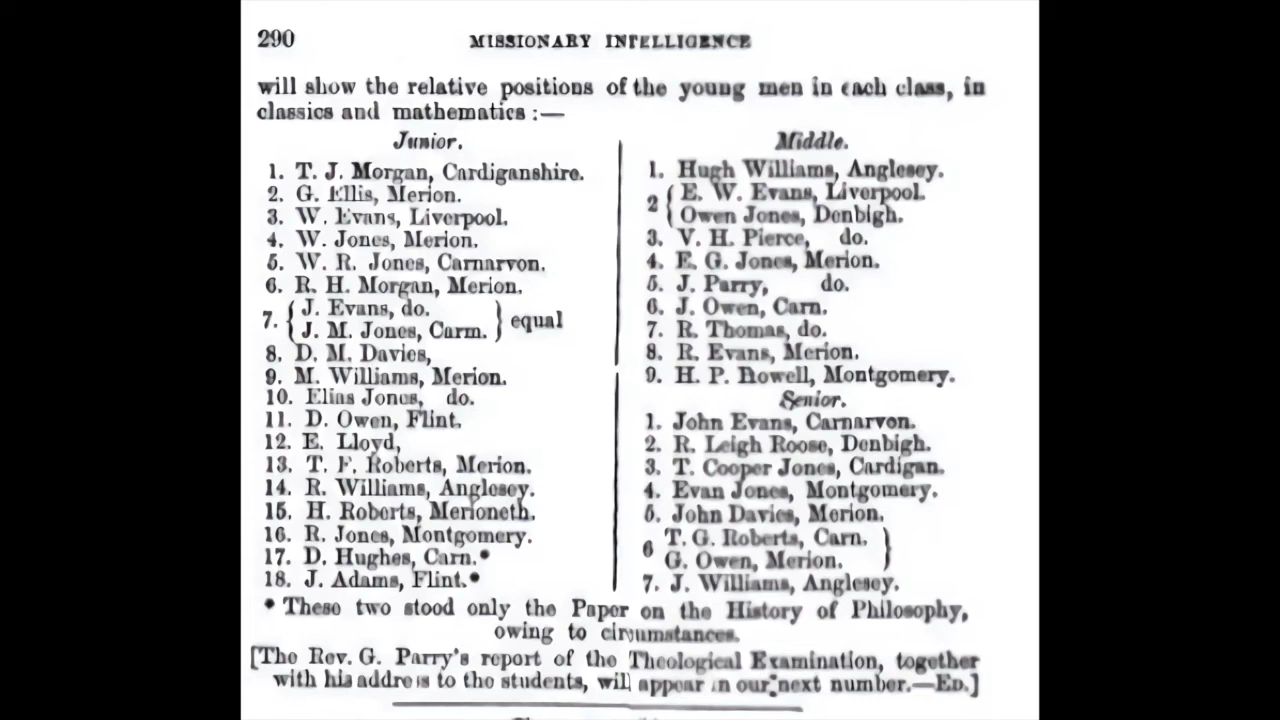 290 MISSIONARY INTELLIGENCE
will show the relative positions of the young men in each class, in
classics and mathematics :—
Junior.
1. T. J. Morgan, Cardiganshire.
2. G. Ellis, Merion.
3. W. Evans, Liverpool.
4. W. Jones, Merion.
5. W. R. Jones, Carnarvon.
6. R. H. Morgan, Merion.
7. { J. Evans, do.
J. M. Jones, Carm. } equal
8. D. M. Davies,
9. M. Williams, Merion.
10. Elias Jones, do.
11. D. Owen, Flint.
12. E. Lloyd,
13. T. F. Roberts, Merion.
14. R. Williams, Anglesey.
15. H. Roberts, Merioneth.
16. R. Jones, Montgomery.
17. D. Hughes, Carn.*
18. J. Adams, Flint.*
Middle.
1. Hugh Williams, Anglesey.
2 { E. W. Evans, Liverpool.
Owen Jones, Denbigh.
3. V. H. Pierce, do.
4. E. G. Jones, Merion.
5. J. Parry, do.
6. J. Owen, Carn.
7. R. Thomas, do.
8. R. Evans, Merion.
9. H. P. Howell, Montgomery.
Senior.
1. John Evans, Carnarvon.
2. R. Leigh Roose, Denbigh.
3. T. Cooper Jones, Cardigan.
4. Evan Jones, Montgomery.
5. John Davies, Merion.
6 T. G. Roberts, Carn. }
G. Owen, Merion.
7. J. Williams, Anglesey.
* These two stood only the Paper on the History of Philosophy,
owing to circumstances.
[The Rev. G. Parry's report of the Theological Examination, together
with his address to the students, will appear in our next number.—ED.]